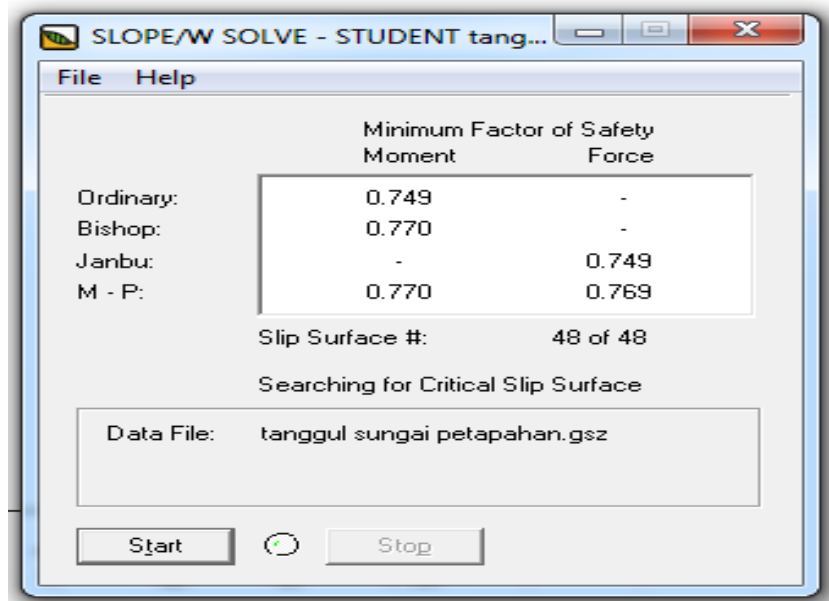 SLOPE/W SOLVE - STUDENT tang...
File Help
Minimum Factor of Safety
Moment Force
Ordinary: 0.749 -
Bishop: 0.770 -
Janbu: - 0.749
M - P: 0.770 0.769
Slip Surface #: 48 of 48
Searching for Critical Slip Surface
Data File: tanggul sungai petapahan.gsz
Start Stop